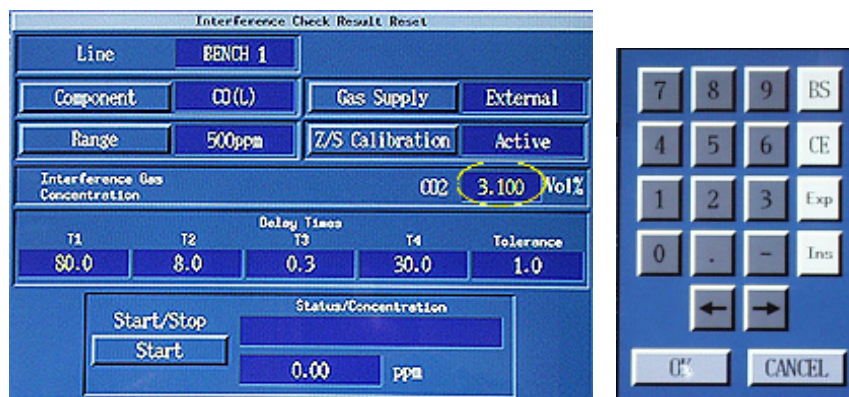 Interference Check Result Reset
Line BENCH 1
Component CO(L) Gas Supply External
Range 500ppm Z/S Calibration Active
Interference Gas
Concentration
CO2 3.100 Vol%
Delay Times
T1 T2 T3 T4 Tolerance
80.0 8.0 0.3 30.0 1.0
Start/Stop
Status/Concentration
Start
0.00 ppm
7 8 9 BS
4 5 6 CE
1 2 3 Exp
0 . - Ins
← →
OK CANCEL